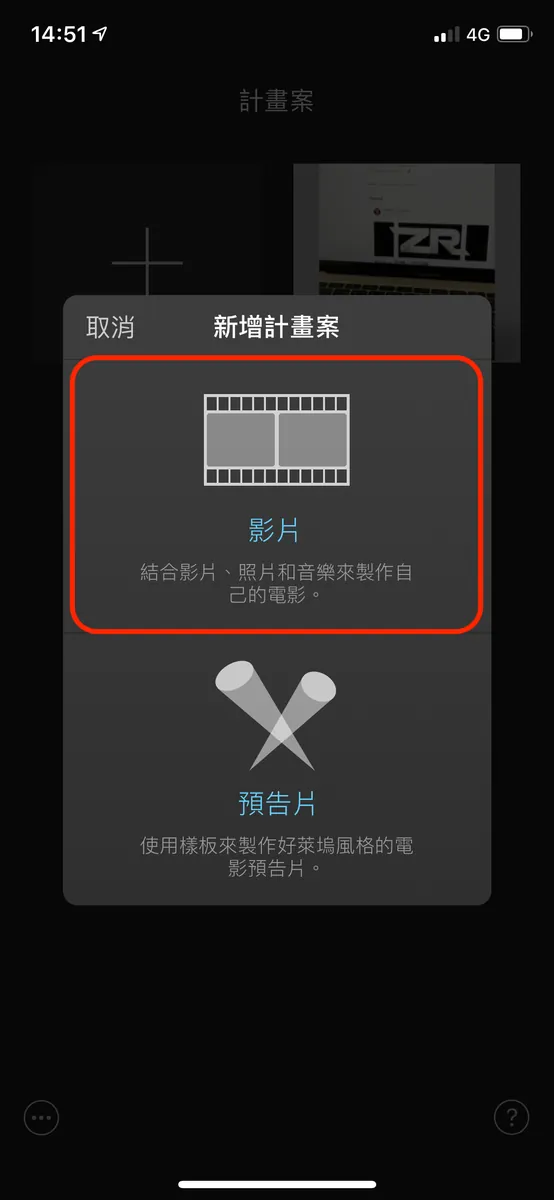 14:51
4G
計畫案
ZR
取消
新增計畫案
影片
結合影片、照片和音樂來製作自
己的電影。
預告片
使用樣板來製作好萊塢風格的電
影預告片。
?